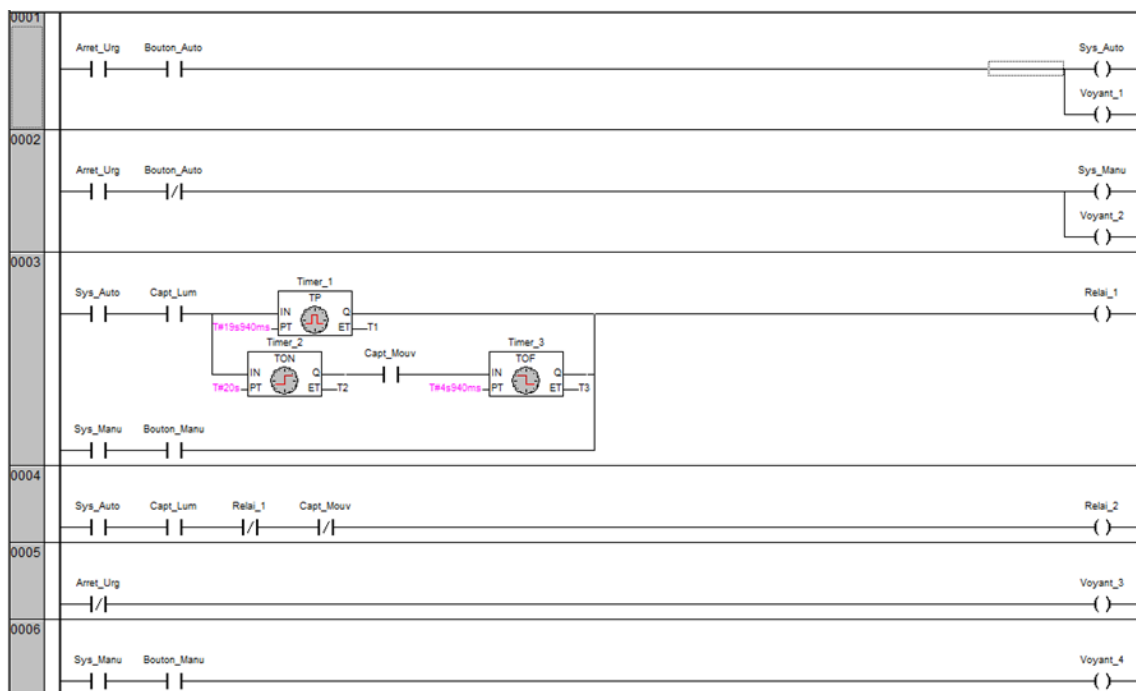 0001
Arret_Urg Bouton_Auto Sys_Auto
Voyant_1
0002
Arret_Urg Bouton_Auto Sys_Manu
Voyant_2
0003
Timer_1
Sys_Auto Capt_Lum TP Relai_1
IN Q
T#19s940ms PT ET T1
Timer_2 Timer_3
TON Capt_Mouv TOF
IN Q IN Q
T#20s PT ET T2 T#4s940ms PT ET T3
Sys_Manu Bouton_Manu
0004
Sys_Auto Capt_Lum Relai_1 Capt_Mouv Relai_2
0005
Arret_Urg Voyant_3
0006
Sys_Manu Bouton_Manu Voyant_4